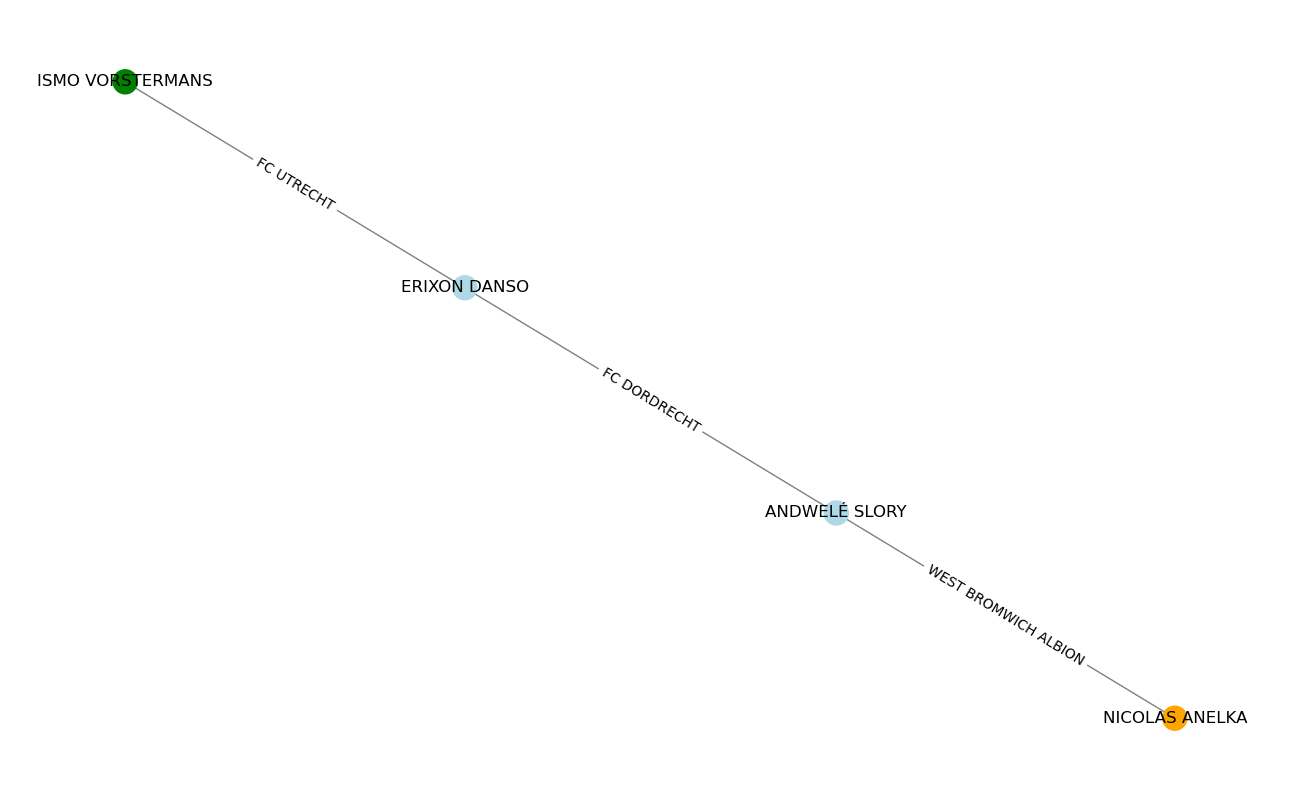 ISMO VORSTERMANS
FC UTRECHT
ERIXON DANSO
FC DORDRECHT
ANDWELÉ SLORY
WEST BROMWICH ALBION
NICOLAS ANELKA